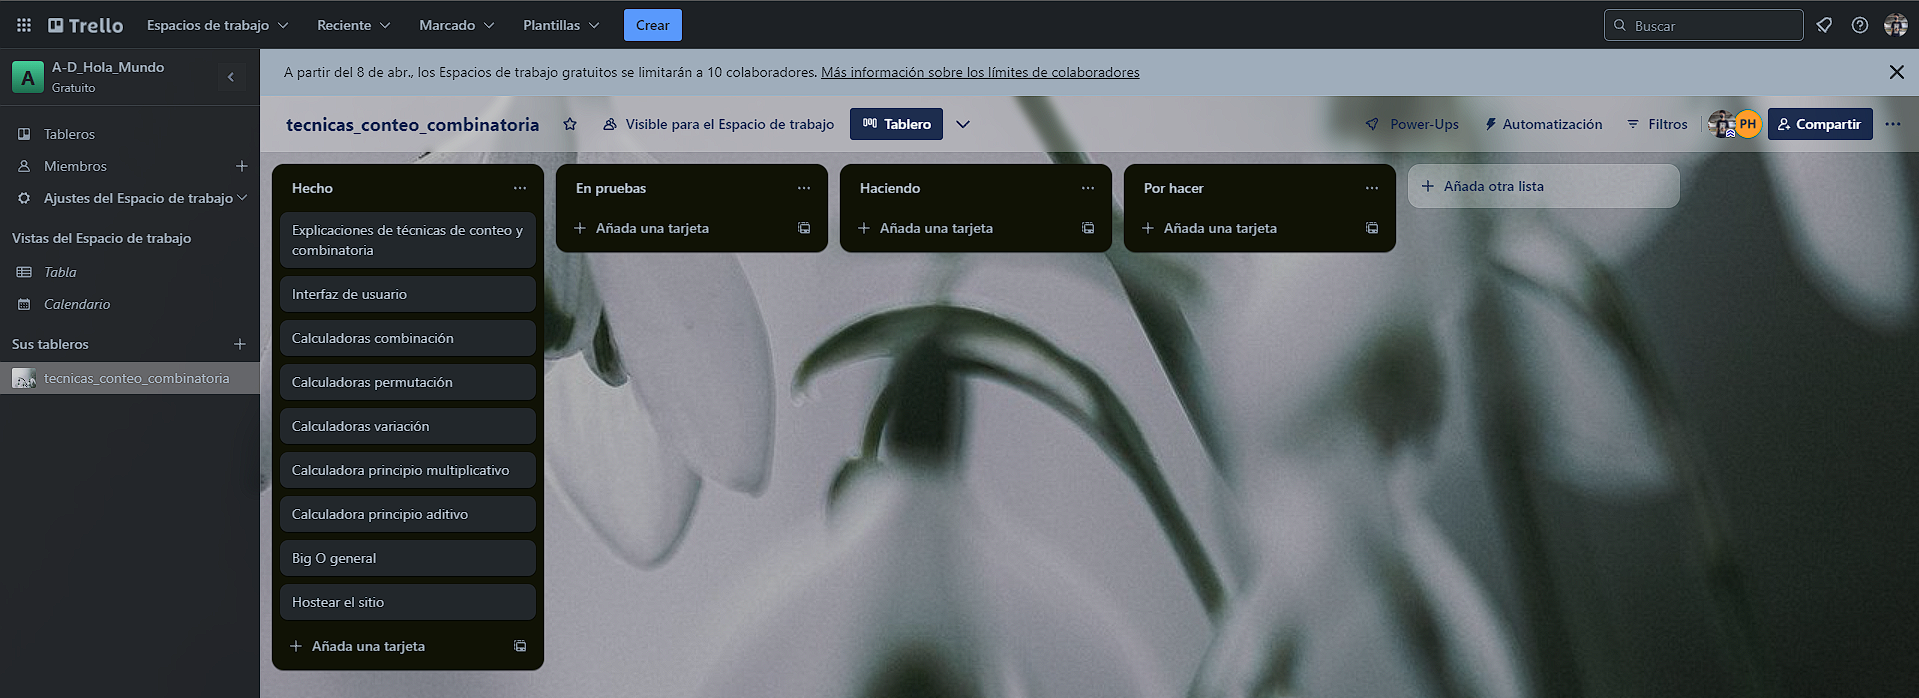 Trello
Espacios de trabajo
Reciente
Marcado
Plantillas
Crear
Buscar
A
A-D_Hola_Mundo
Gratuito
Tableros
Miembros
Ajustes del Espacio de trabajo
Vistas del Espacio de trabajo
Tabla
Calendario
Sus tableros
tecnicas_conteo_combinatoria
A partir del 8 de abr., los Espacios de trabajo gratuitos se limitarán a 10 colaboradores. Más información sobre los límites de colaboradores
tecnicas_conteo_combinatoria
Visible para el Espacio de trabajo
Tablero
Power-Ups
Automatización
Filtros
PH
Compartir
Hecho
Explicaciones de técnicas de conteo y
combinatoria
Interfaz de usuario
Calculadoras combinación
Calculadoras permutación
Calculadoras variación
Calculadora principio multiplicativo
Calculadora principio aditivo
Big O general
Hostear el sitio
Añada una tarjeta
En pruebas
Añada una tarjeta
Haciendo
Añada una tarjeta
Por hacer
Añada una tarjeta
Añada otra lista